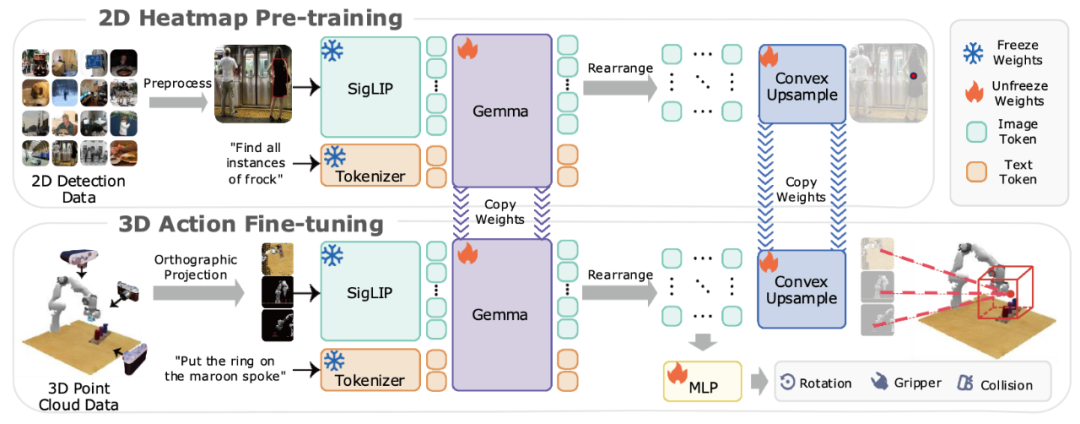 2D Heatmap Pre-training
Preprocess
2D Detection
Data
"Find all
instances
of frock"
SigLIP
Tokenizer
Gemma
Rearrange
Convex
Upsample
Freeze
Weights
Unfreeze
Weights
Image
Token
Text
Token
Copy
Weights
Copy
Weights
3D Action Fine-tuning
Orthographic
Projection
3D Point
Cloud Data
"Put the ring on
the maroon spoke"
SigLIP
Tokenizer
Gemma
Rearrange
Convex
Upsample
MLP
Rotation
Gripper
Collision